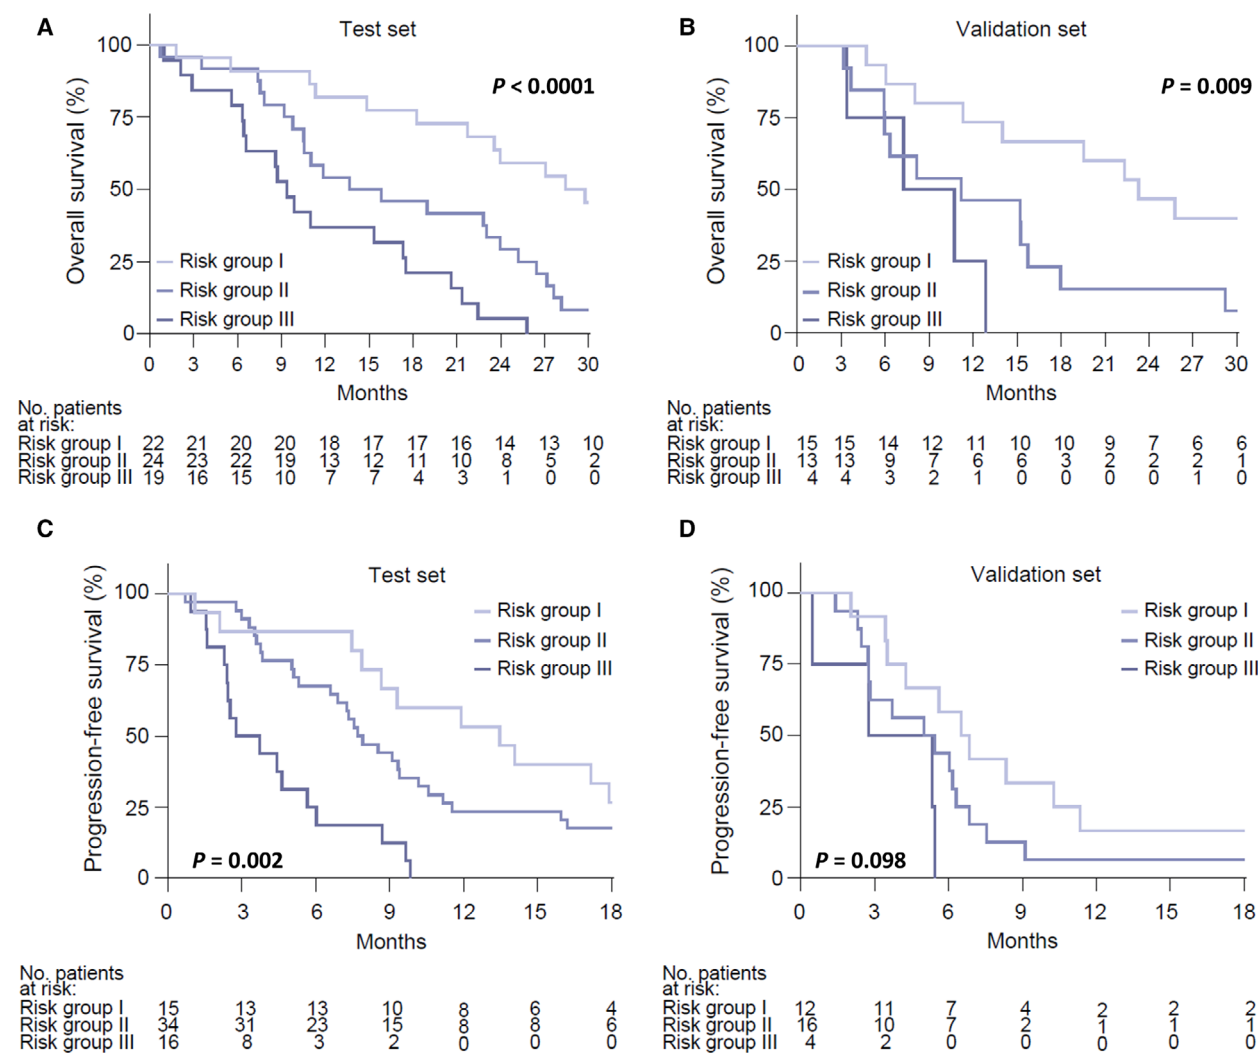 A
Test set
P < 0.0001
Overall survival (%)
100
75
50
25
0
Risk group I
Risk group II
Risk group III
0 3 6 9 12 15 18 21 24 27 30
Months
No. patients
at risk:
Risk group I 22 21 20 20 18 17 17 16 14 13 10
Risk group II 24 23 22 19 13 12 11 10 8 5 2
Risk group III 19 16 15 10 7 7 4 3 1 0 0
B
Validation set
P = 0.009
Overall survival (%)
100
75
50
25
0
Risk group I
Risk group II
Risk group III
0 3 6 9 12 15 18 21 24 27 30
Months
No. patients
at risk:
Risk group I 15 15 14 12 11 10 10 9 7 6 6
Risk group II 13 13 9 7 6 6 3 2 2 2 1
Risk group III 4 4 3 2 1 0 0 0 0 1 0
C
Test set
Progression-free survival (%)
100
75
50
25
0
Risk group I
Risk group II
Risk group III
P = 0.002
0 3 6 9 12 15 18
Months
No. patients
at risk:
Risk group I 15 13 13 10 8 6 4
Risk group II 34 31 23 15 8 8 6
Risk group III 16 8 3 2 0 0 0
D
Validation set
Progression-free survival (%)
100
75
50
25
0
Risk group I
Risk group II
Risk group III
P = 0.098
0 3 6 9 12 15 18
Months
No. patients
at risk:
Risk group I 12 11 7 4 2 2 2
Risk group II 16 10 7 2 1 1 1
Risk group III 4 2 0 0 0 0 0